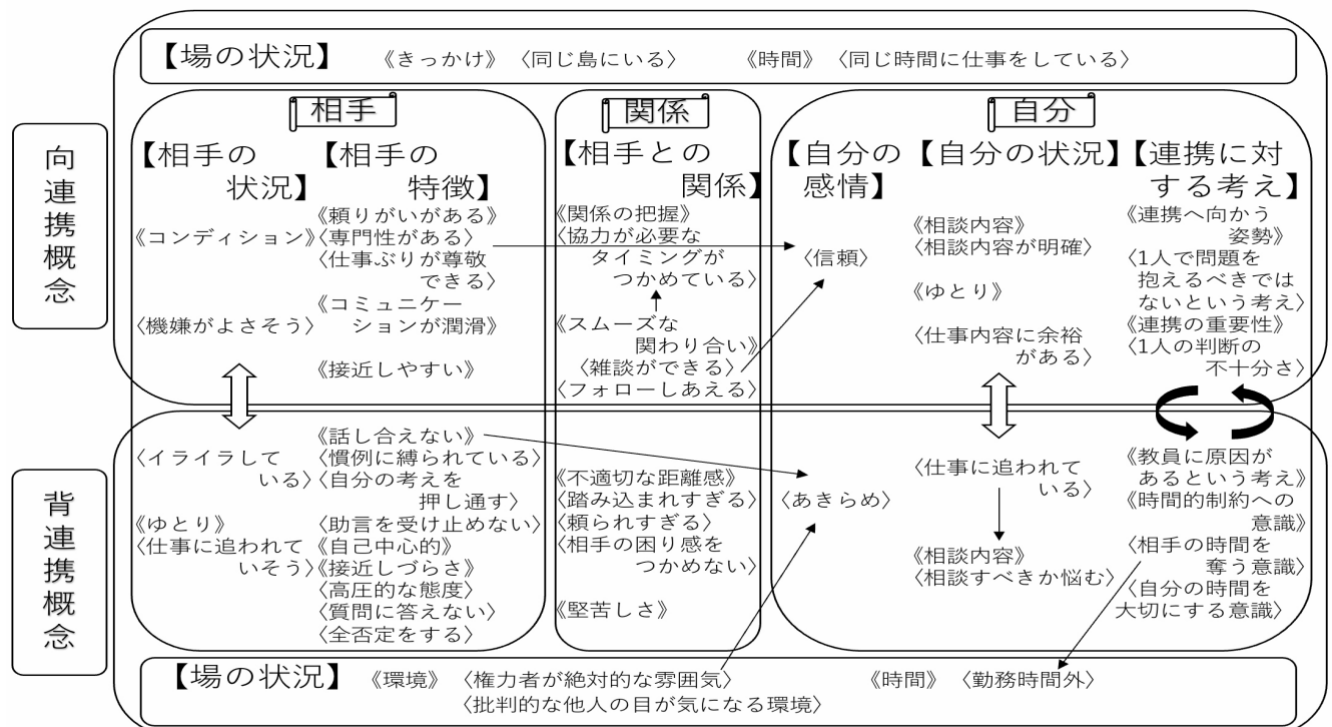 【場の状況】 《きっかけ》〈同じ島にいる〉 《時間》〈同じ時間に仕事をしている〉
向連携概念
相手
【相手の
状況】
《コンディション》
〈機嫌がよさそう〉
【相手の
特徴】
《頼りがいがある》
〈専門性がある〉
〈仕事ぶりが尊敬
できる〉
《コミュニケー
ションが潤滑》
《接近しやすい》
関係
【相手との
関係】
《関係の把握》
〈協力が必要な
タイミングが
つかめている〉
《スムーズな
関わり合い》
〈雑談ができる〉
〈フォローしあえる〉
自分
【自分の
感情】
〈信頼〉
【自分の状況】
《相談内容》
〈相談内容が明確〉
《ゆとり》
〈仕事内容に余裕
がある〉
【連携に対
する考え】
《連携へ向かう
姿勢》
〈1人で問題を
抱えるべきでは
ないという考え〉
《連携の重要性》
〈1人の判断の
不十分さ〉
背連携概念
〈イライラして
いる〉
《ゆとり》
〈仕事に追われて
いそう〉
《話し合えない》
〈慣例に縛られている〉
〈自分の考えを
押し通す〉
〈助言を受け止めない〉
《自己中心的》
《接近しづらさ》
〈高圧的な態度〉
〈質問に答えない〉
〈全否定をする〉
《不適切な距離感》
〈踏み込まれすぎる〉
〈頼られすぎる〉
〈相手の困り感を
つかめない〉
《堅苦しさ》
〈あきらめ〉
〈仕事に追われて
いる〉
《相談内容》
〈相談すべきか悩む〉
《教員に原因が
あるという考え》
《時間的制約への
意識》
〈相手の時間を
奪う意識〉
〈自分の時間を
大切にする意識〉
【場の状況】 《環境》〈権力者が絶対的な雰囲気〉 《時間》〈勤務時間外〉
〈批判的な他人の目が気になる環境〉